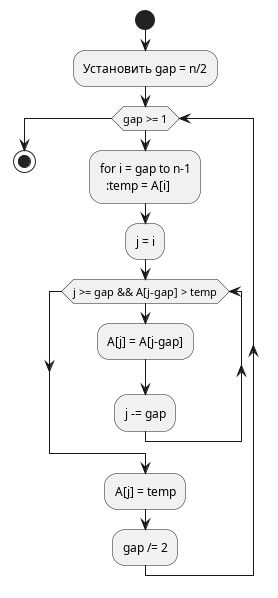 Установить gap = n/2
gap >= 1
for i = gap to n-1
:temp = A[i]
j = i
j >= gap && A[j-gap] > temp
A[j] = A[j-gap]
j -= gap
A[j] = temp
gap /= 2